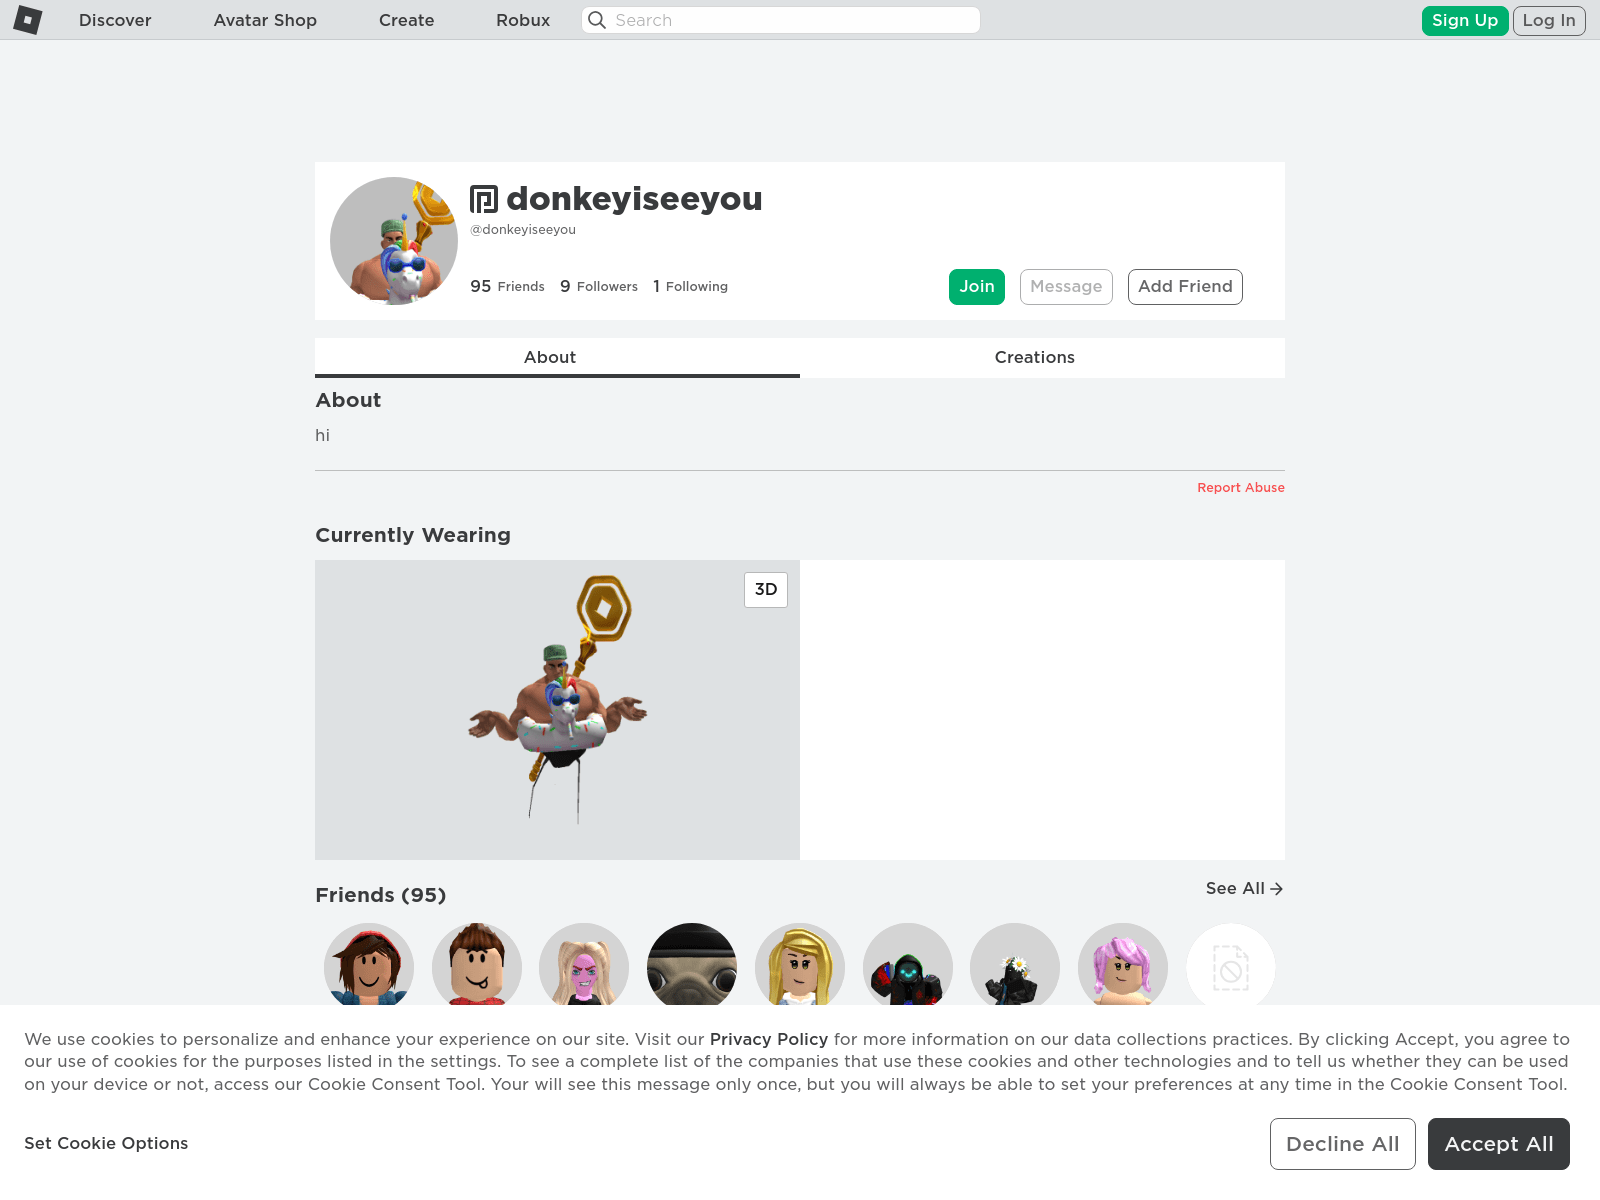 Discover
Avatar Shop
Create
Robux
Search
Sign Up
Log In
donkeyiseeyou
@donkeyiseeyou
95 Friends 9 Followers 1 Following
Join
Message
Add Friend
About
Creations
About
hi
Report Abuse
Currently Wearing
3D
Friends (95)
See All
We use cookies to personalize and enhance your experience on our site. Visit our Privacy Policy for more information on our data collections practices. By clicking Accept, you agree to
our use of cookies for the purposes listed in the settings. To see a complete list of the companies that use these cookies and other technologies and to tell us whether they can be used
on your device or not, access our Cookie Consent Tool. Your will see this message only once, but you will always be able to set your preferences at any time in the Cookie Consent Tool.
Set Cookie Options
Decline All
Accept All